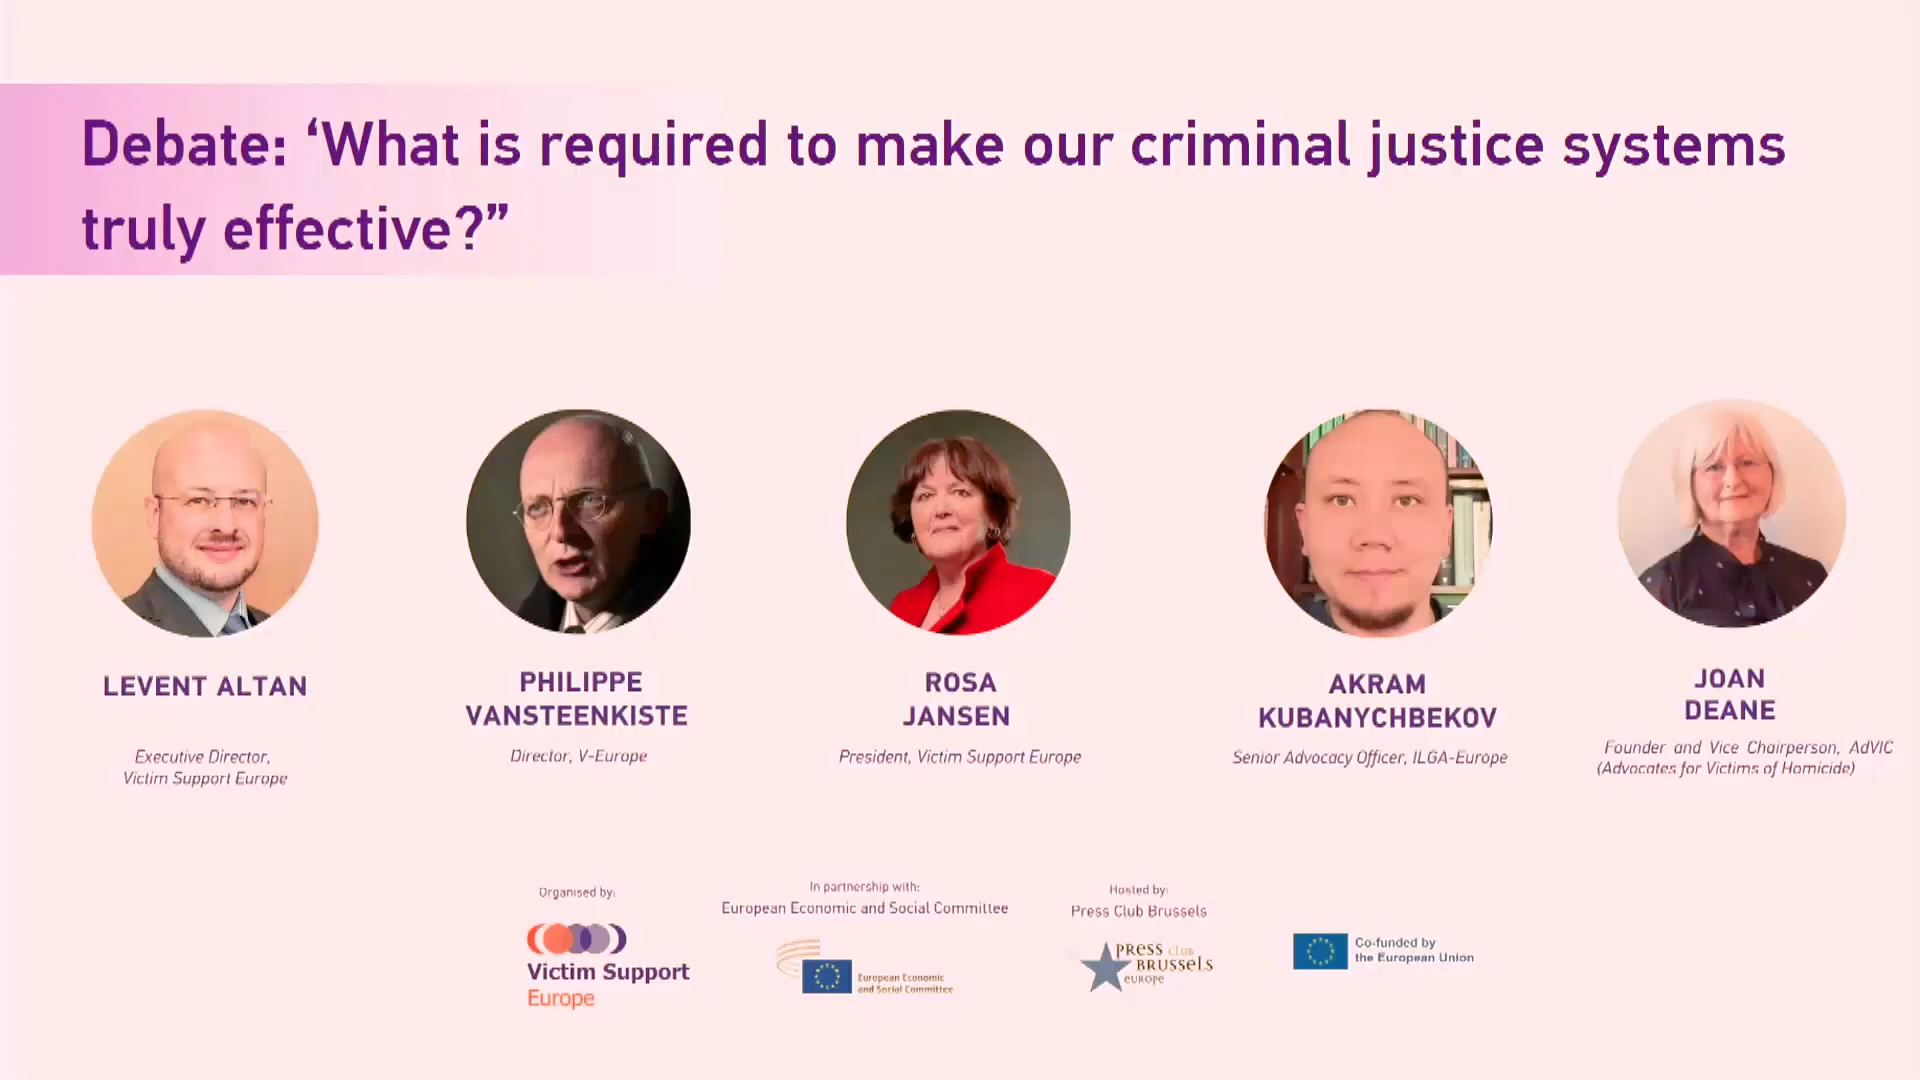 Debate: ‘What is required to make our criminal justice systems
truly effective?”
LEVENT ALTAN
Executive Director,
Victim Support Europe
PHILIPPE
VANSTEENKISTE
Director, V-Europe
ROSA
JANSEN
President, Victim Support Europe
AKRAM
KUBANYCHBEKOV
Senior Advocacy Officer, ILGA-Europe
JOAN
DEANE
Founder and Vice Chairperson, AdVIC
(Advocates for Victims of Homicide)
Organised by:
Victim Support
Europe
In partnership with:
European Economic and Social Committee
European Economic
and Social Committee
Hosted by:
Press Club Brussels
PRESS CLUB
BRUSSELS
EUROPE
Co-funded by
the European Union